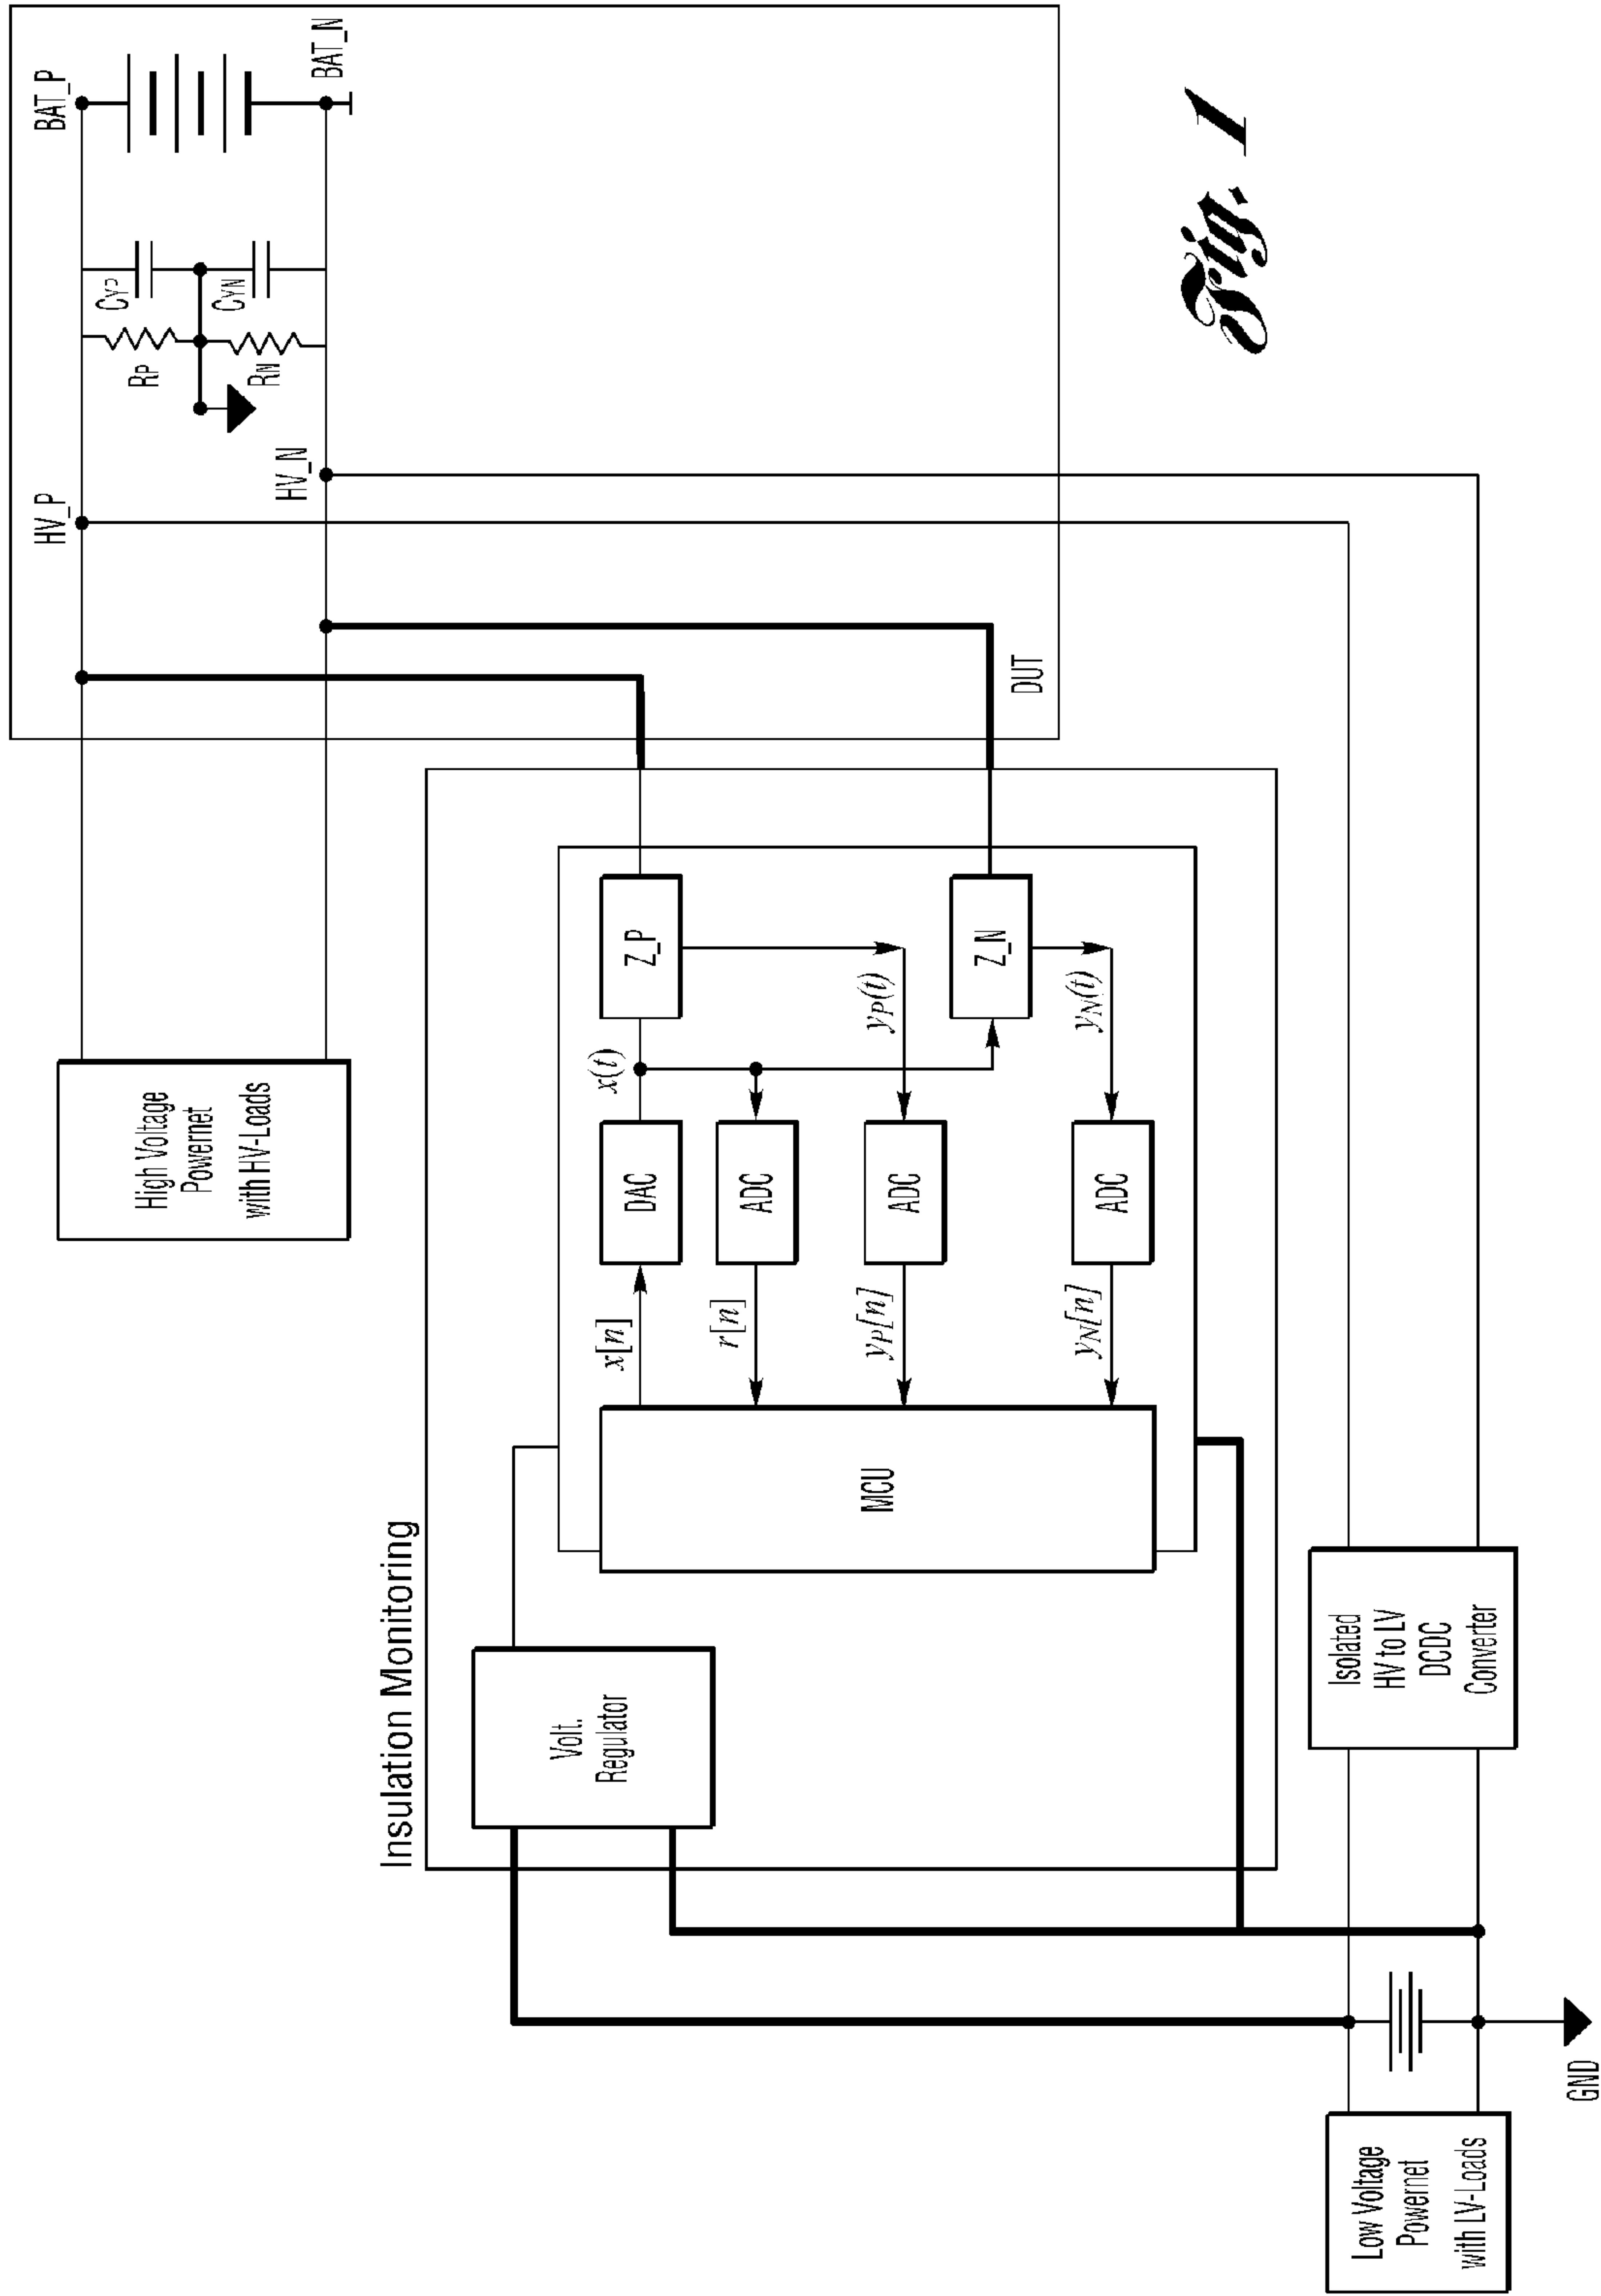 BAT_P
BAT_N
CYP
CYN
RP
RN
HV_P
HV_N
DUT
High Voltage
Powernet
with HV-Loads
Insulation Monitoring
Z_P
Z_N
x(t)
yP(t)
yN(t)
DAC
ADC
ADC
ADC
x[n]
r[n]
yP[n]
yN[n]
MCU
Volt.
Regulator
Isolated
HV to LV
DCDC
Converter
Low Voltage
Powernet
with LV-Loads
GND
Fig. 1